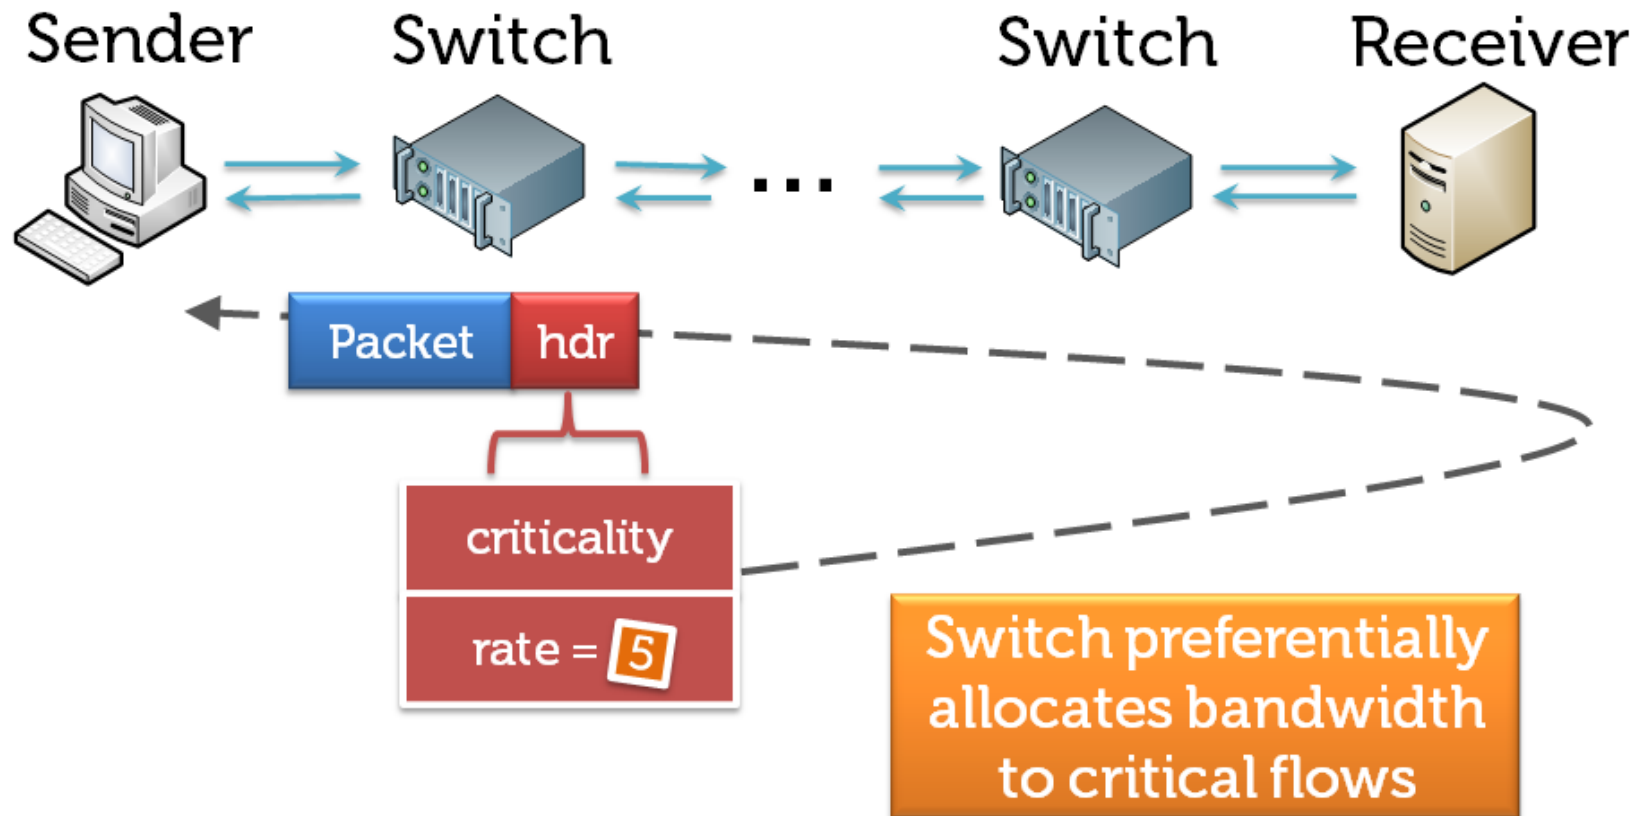 Sender
Switch
...
Switch
Receiver
Packet
hdr
criticality
rate = 5
Switch preferentially
allocates bandwidth
to critical flows